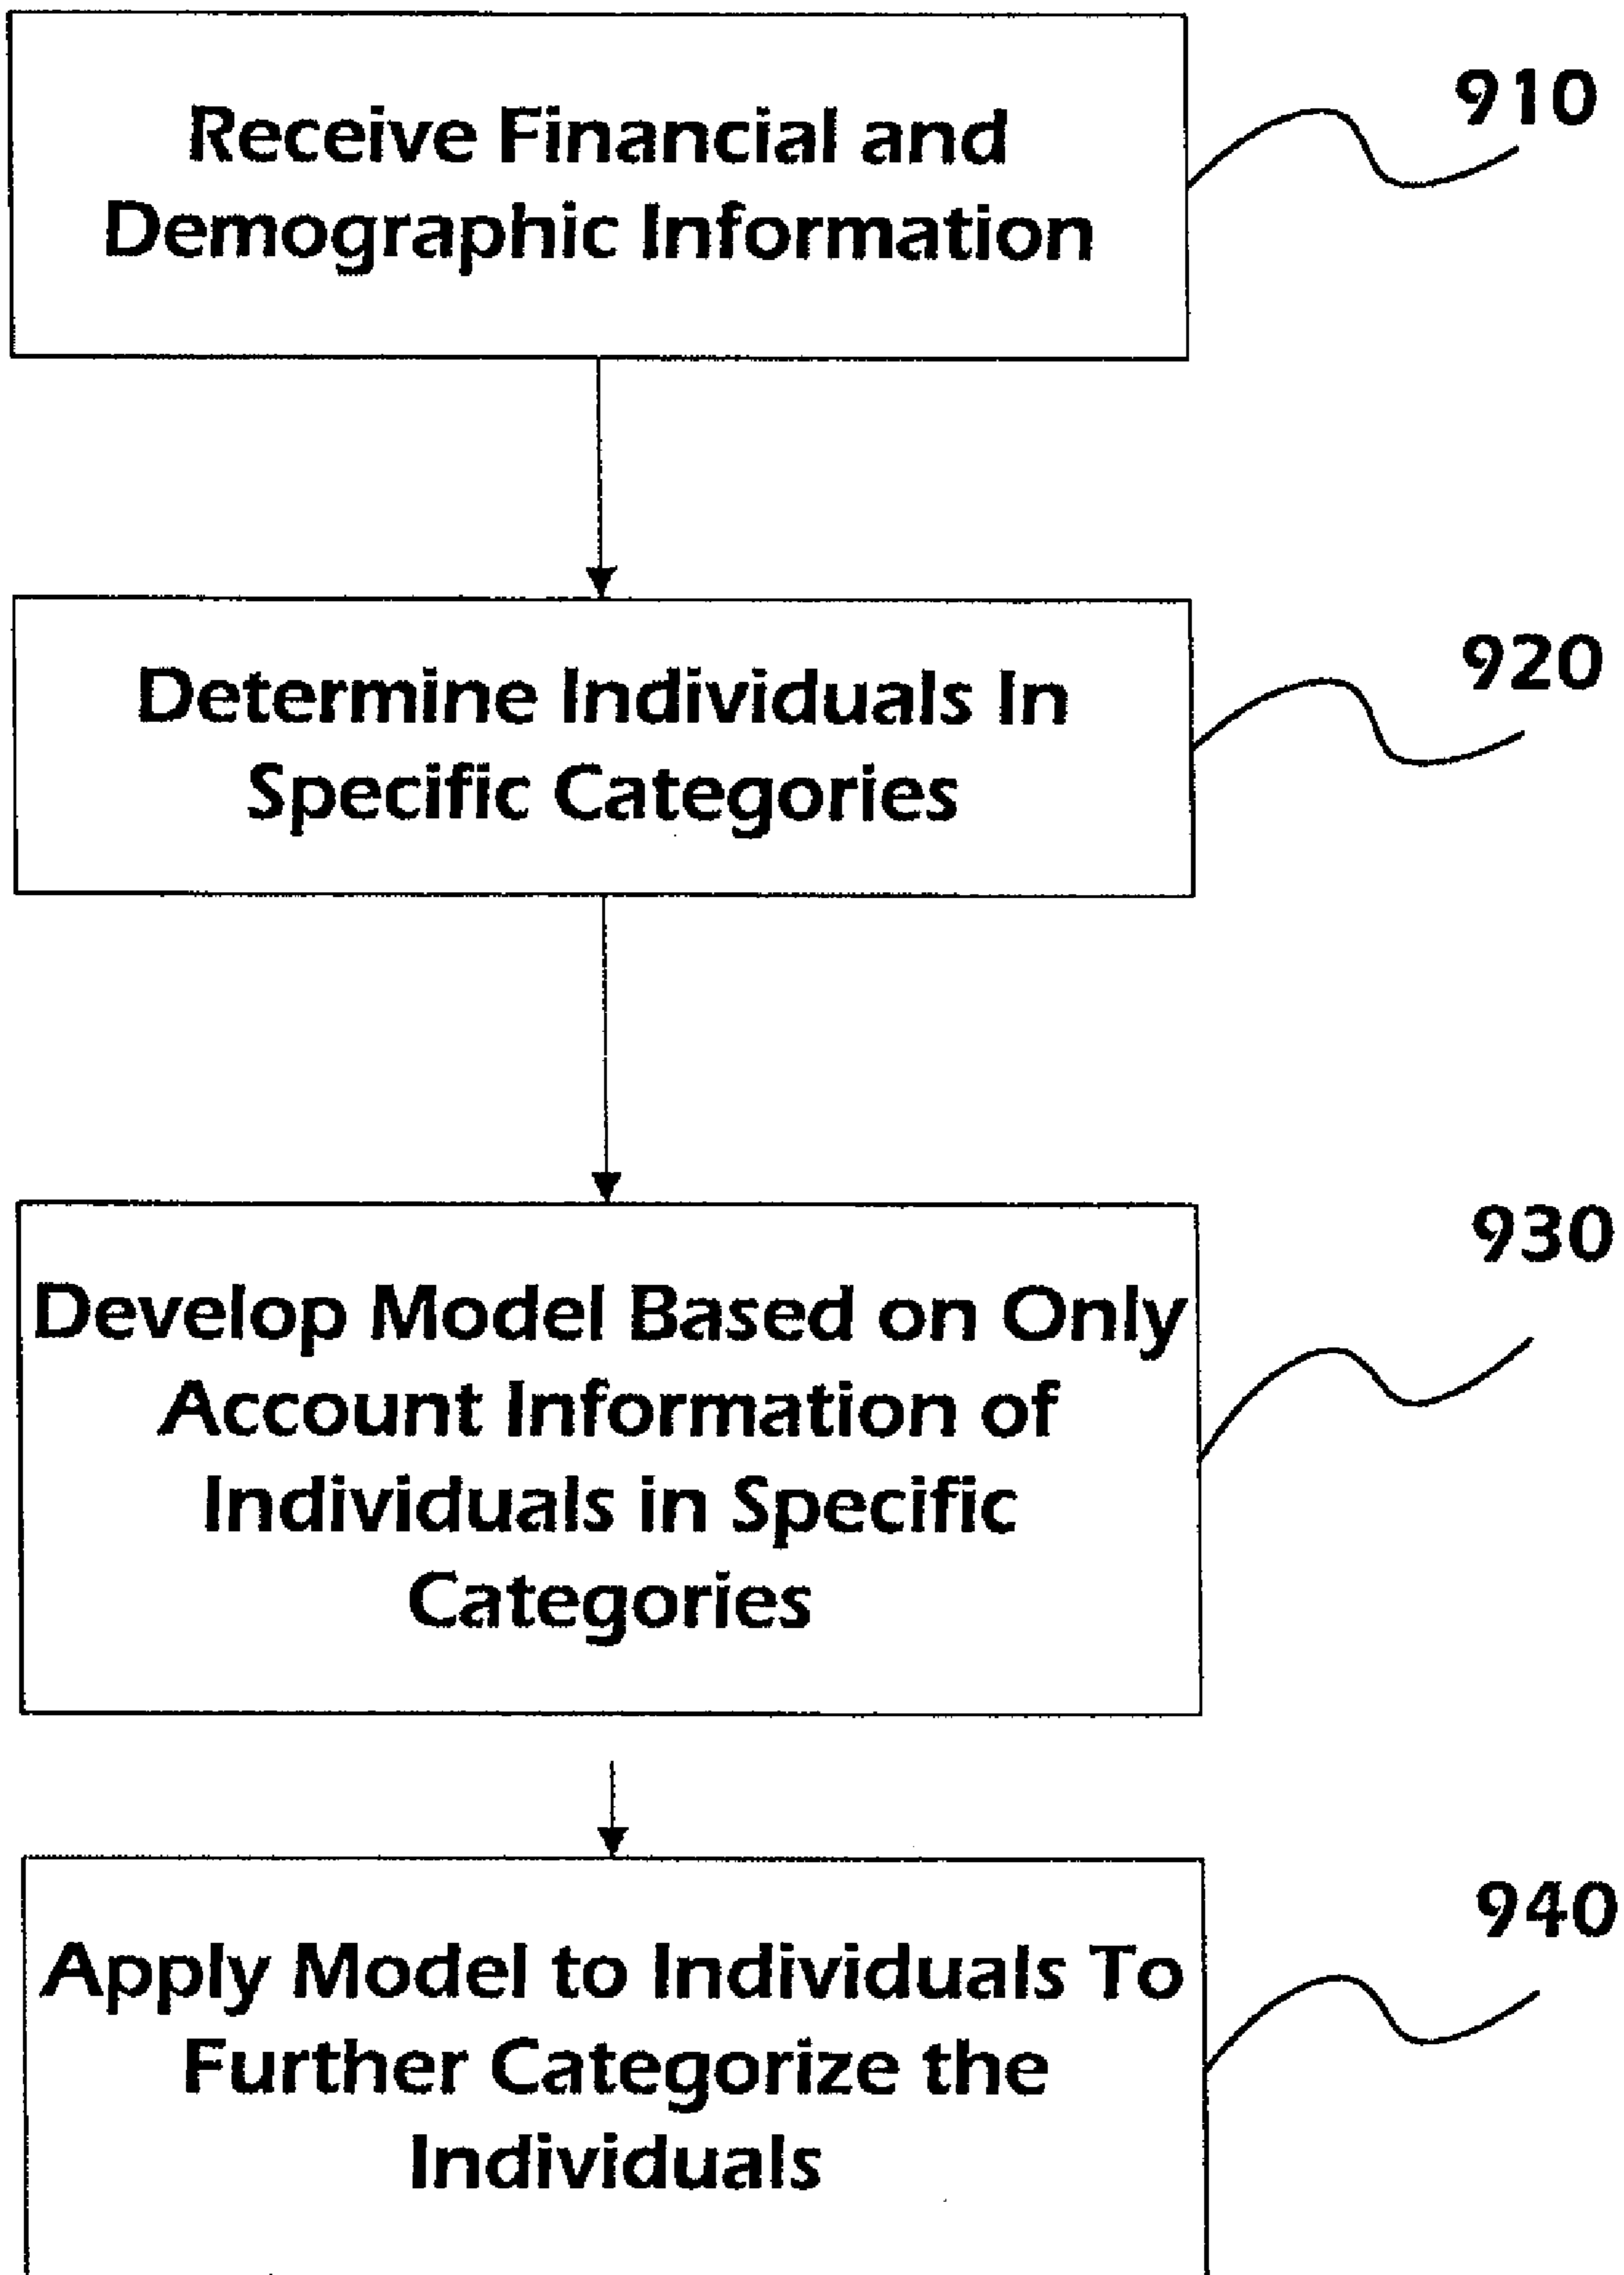 Receive Financial and
Demographic Information
910
Determine Individuals In
Specific Categories
920
Develop Model Based on Only
Account Information of
Individuals in Specific
Categories
930
Apply Model to Individuals To
Further Categorize the
Individuals
940